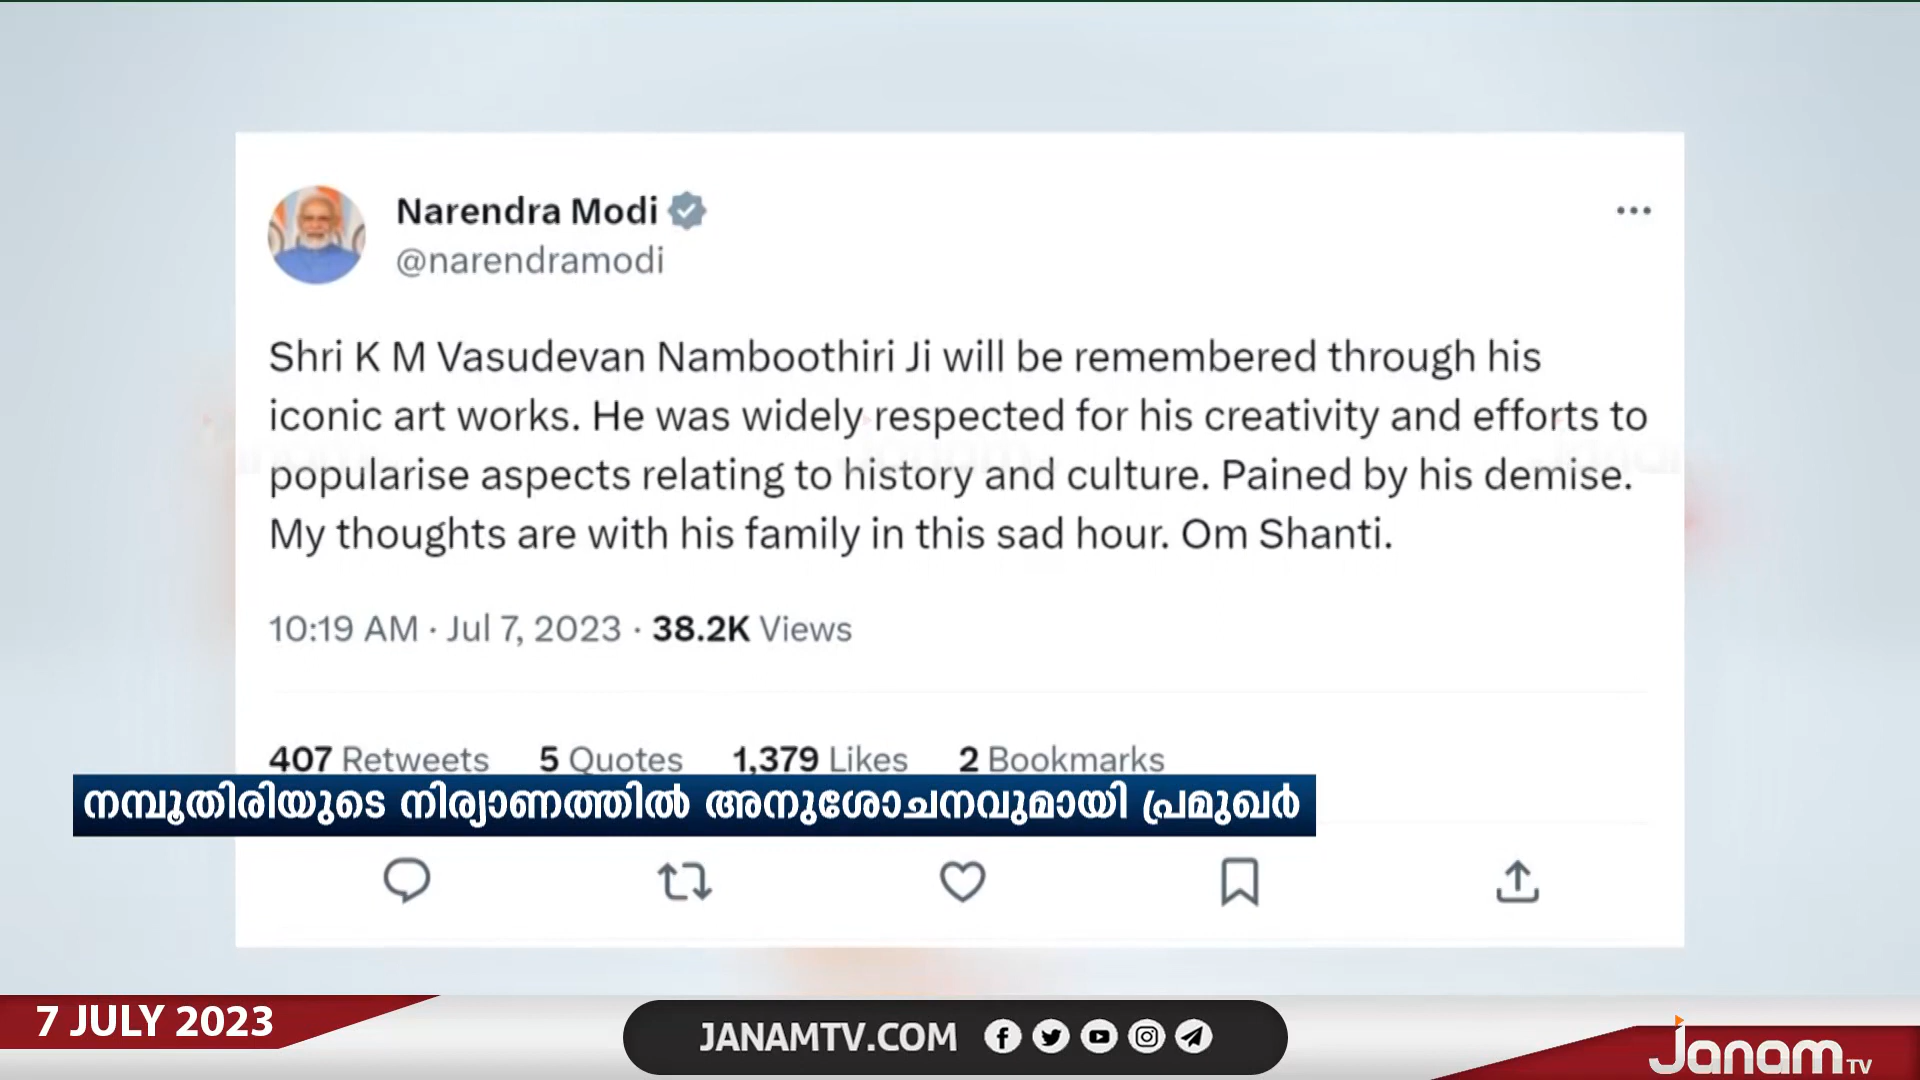 Narendra Modi
@narendramodi
Shri K M Vasudevan Namboothiri Ji will be remembered through his
iconic art works. He was widely respected for his creativity and efforts to
popularise aspects relating to history and culture. Pained by his demise.
My thoughts are with his family in this sad hour. Om Shanti.
10:19 AM · Jul 7, 2023 · 38.2K Views
407 Retweets 5 Quotes 1,379 Likes 2 Bookmarks
നമ്പൂതിരിയുടെ നിര്യാണത്തിൽ അനുശോചനവുമായി പ്രമുഖർ
7 JULY 2023
JANAMTV.COM
Janam TV